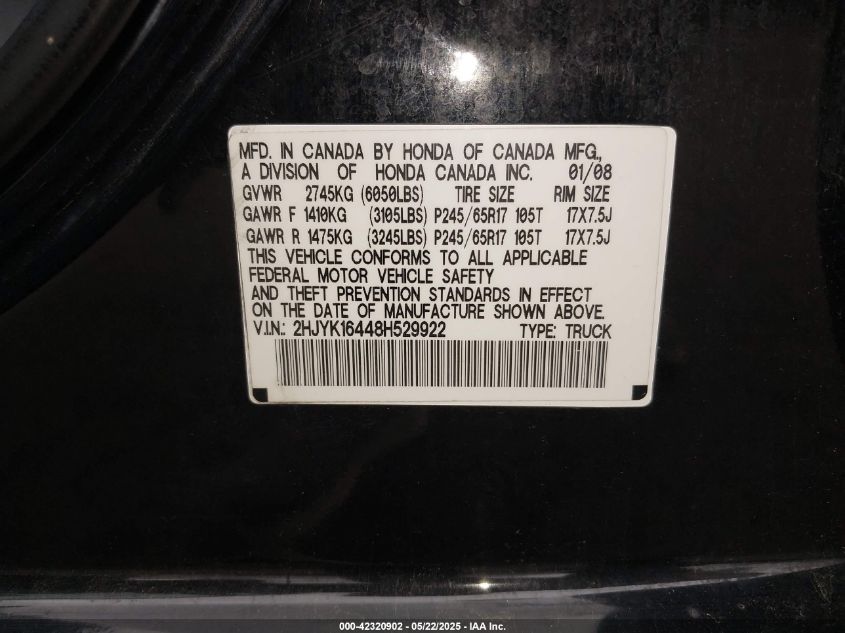 MFD. IN CANADA BY HONDA OF CANADA MFG.,
A DIVISION OF HONDA CANADA INC. 01/08
GVWR 2745KG (6050LBS) TIRE SIZE RIM SIZE
GAWR F 1410KG (3105LBS) P245/65R17 105T 17X7.5J
GAWR R 1475KG (3245LBS) P245/65R17 105T 17X7.5J
THIS VEHICLE CONFORMS TO ALL APPLICABLE
FEDERAL MOTOR VEHICLE SAFETY
AND THEFT PREVENTION STANDARDS IN EFFECT
ON THE DATE OF MANUFACTURE SHOWN ABOVE.
V.I.N.: 2HJYK16448H529922 TYPE: TRUCK
000-42320902 - 05/22/2025 - IAA Inc.